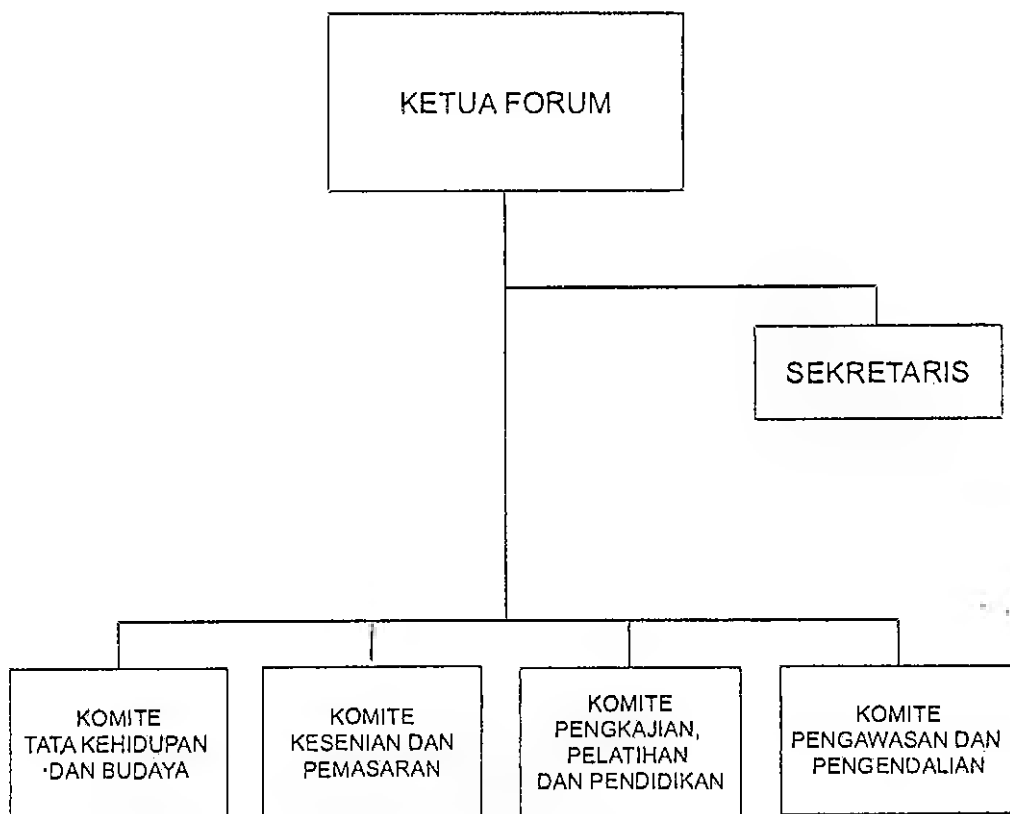 KETUA FORUM
SEKRETARIS
KOMITE
TATA KEHIDUPAN
DAN BUDAYA
KOMITE
KESENIAN DAN
PEMASARAN
KOMITE
PENGKAJIAN,
PELATIHAN
DAN PENDIDIKAN
KOMITE
PENGAWASAN DAN
PENGENDALIAN